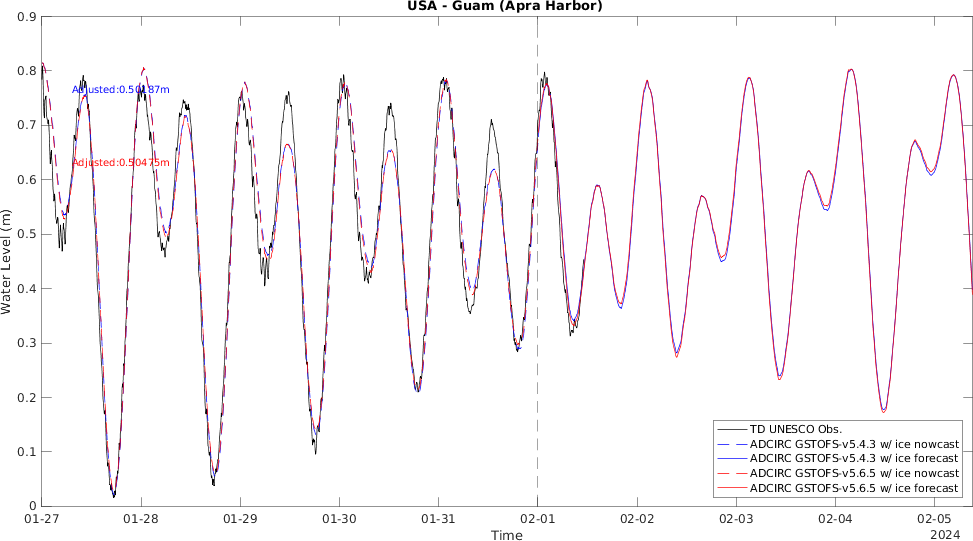 USA - Guam (Apra Harbor)
0.9
0.8
0.7
0.6
0.5
0.4
0.3
0.2
0.1
0
Water Level (m)
Adjusted:0.50187m
Adjusted:0.50475m
TD UNESCO Obs.
ADCIRC GSTOFS-v5.4.3 w/ ice nowcast
ADCIRC GSTOFS-v5.4.3 w/ ice forecast
ADCIRC GSTOFS-v5.6.5 w/ ice nowcast
ADCIRC GSTOFS-v5.6.5 w/ ice forecast
01-27 01-28 01-29 01-30 01-31 02-01 02-02 02-03 02-04 02-05
2024
Time